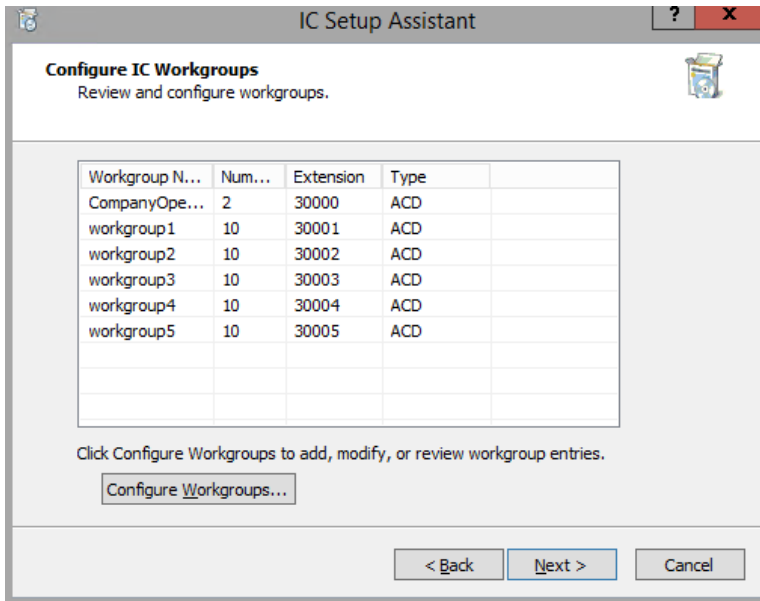 IC Setup Assistant
? x
Configure IC Workgroups
Review and configure workgroups.
Workgroup N... Num... Extension Type
CompanyOpe... 2 30000 ACD
workgroup1 10 30001 ACD
workgroup2 10 30002 ACD
workgroup3 10 30003 ACD
workgroup4 10 30004 ACD
workgroup5 10 30005 ACD
Click Configure Workgroups to add, modify, or review workgroup entries.
Configure Workgroups...
< Back Next > Cancel